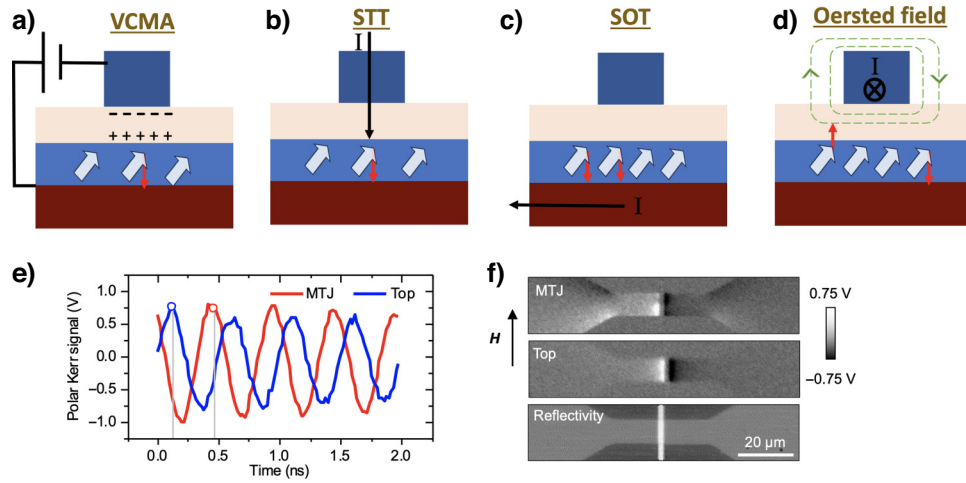 a) VCMA
b) STT
I
c) SOT
I
d) Oersted field
I
- - - - -
+ + + + +
e)
MTJ Top
Polar Kerr signal (V)
1.0
0.5
0.0
−0.5
−1.0
0.0 0.5 1.0 1.5 2.0
Time (ns)
f)
H
MTJ
Top
Reflectivity
20 μm
0.75 V
−0.75 V